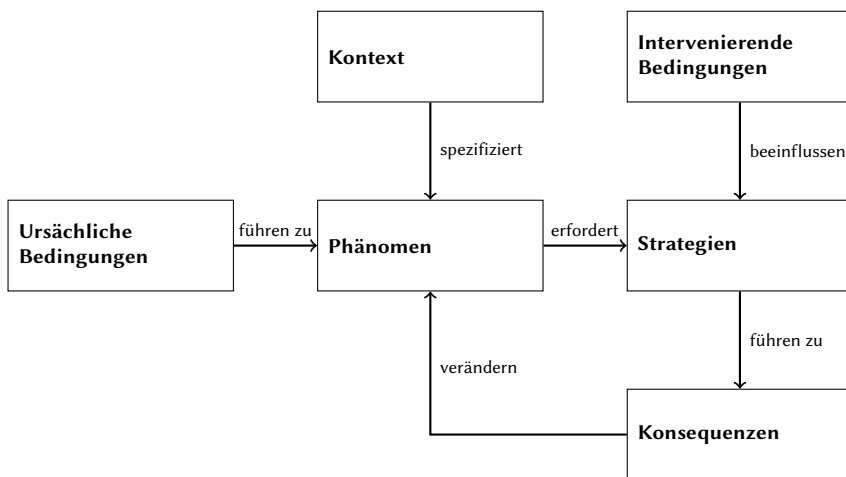 Kontext
Intervenierende
Bedingungen
spezifiziert
beeinflussen
Ursächliche
Bedingungen
führen zu
Phänomen
erfordert
Strategien
verändern
führen zu
Konsequenzen